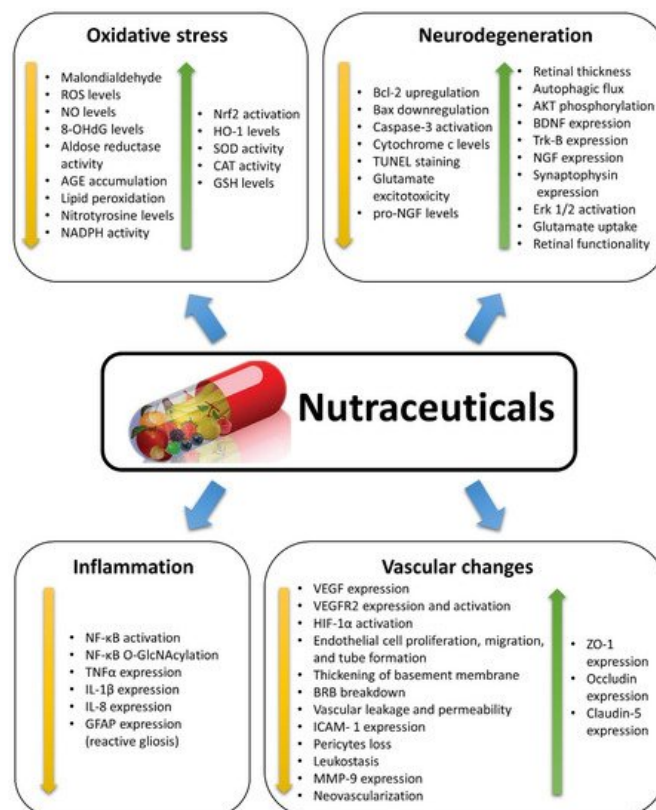 Oxidative stress
• Malondialdehyde
• ROS levels
• NO levels
• 8-OHdG levels
• Aldose reductase
activity
• AGE accumulation
• Lipid peroxidation
• Nitrotyrosine levels
• NADPH activity
• Nrf2 activation
• HO-1 levels
• SOD activity
• CAT activity
• GSH levels
Neurodegeneration
• Bcl-2 upregulation
• Bax downregulation
• Caspase-3 activation
• Cytochrome c levels
• TUNEL staining
• Glutamate
excitotoxicity
• pro-NGF levels
• Retinal thickness
• Autophagic flux
• AKT phosphorylation
• BDNF expression
• Trk-B expression
• NGF expression
• Synaptophysin
expression
• Erk 1/2 activation
• Glutamate uptake
• Retinal functionality
Nutraceuticals
Inflammation
• NF-κB activation
• NF-κB O-GlcNAcylation
• TNFα expression
• IL-1β expression
• IL-8 expression
• GFAP expression
(reactive gliosis)
Vascular changes
• VEGF expression
• VEGFR2 expression and activation
• HIF-1α activation
• Endothelial cell proliferation, migration,
and tube formation
• Thickening of basement membrane
• BRB breakdown
• Vascular leakage and permeability
• ICAM- 1 expression
• Pericytes loss
• Leukostasis
• MMP-9 expression
• Neovascularization
• ZO-1
expression
• Occludin
expression
• Claudin-5
expression